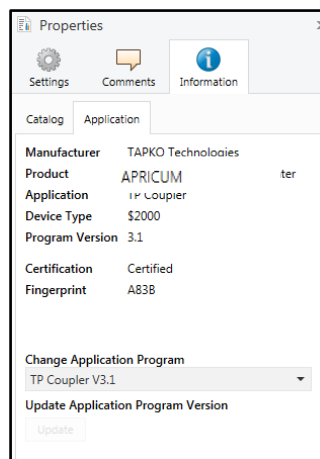 Properties
Settings Comments Information
Catalog Application
Manufacturer TAPKO Technologies
Product APRICUM ter
Application TP Coupler
Device Type $2000
Program Version 3.1
Certification Certified
Fingerprint A83B
Change Application Program
TP Coupler V3.1
Update Application Program Version
Update